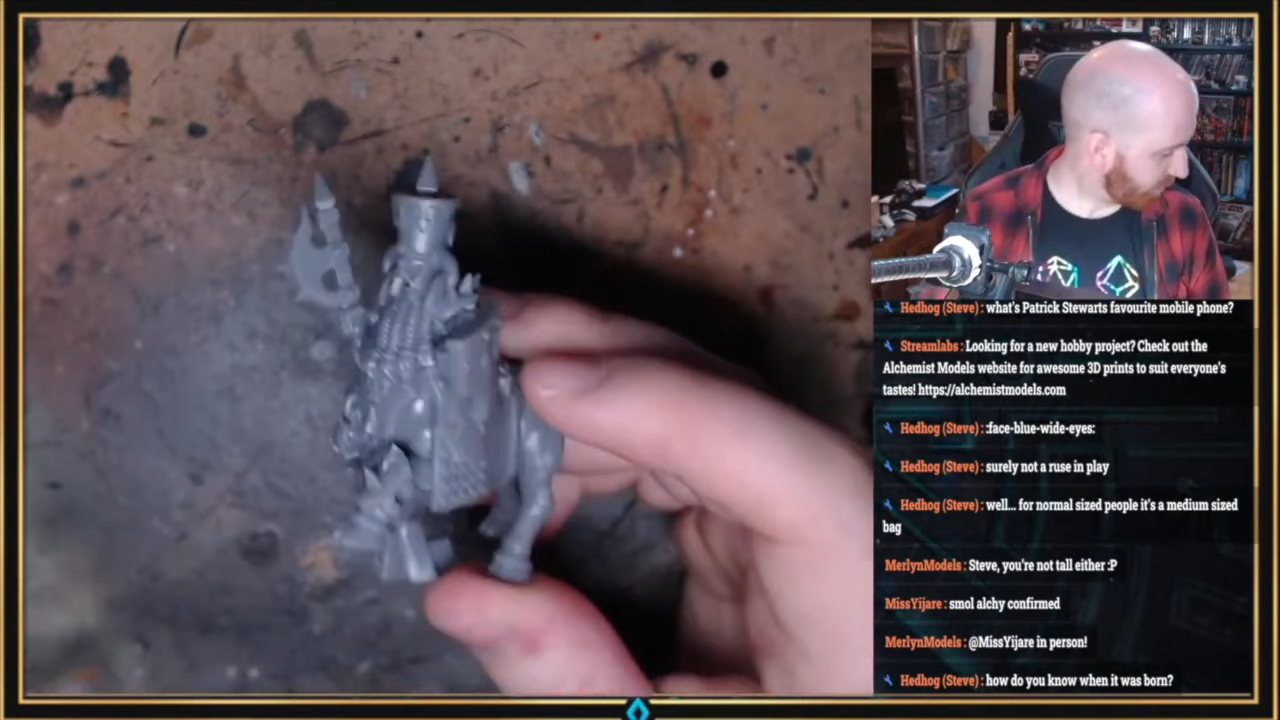 Hedhog (Steve) : what's Patrick Stewarts favourite mobile phone?
Streamlabs : Looking for a new hobby project? Check out the
Alchemist Models website for awesome 3D prints to suit everyone's
tastes! https://alchemistmodels.com
Hedhog (Steve) : :face-blue-wide-eyes:
Hedhog (Steve) : surely not a ruse in play
Hedhog (Steve) : well... for normal sized people it's a medium sized
bag
MerlynModels : Steve, you're not tall either :P
MissYijare : smol alchy confirmed
MerlynModels : @MissYijare in person!
Hedhog (Steve) : how do you know when it was born?